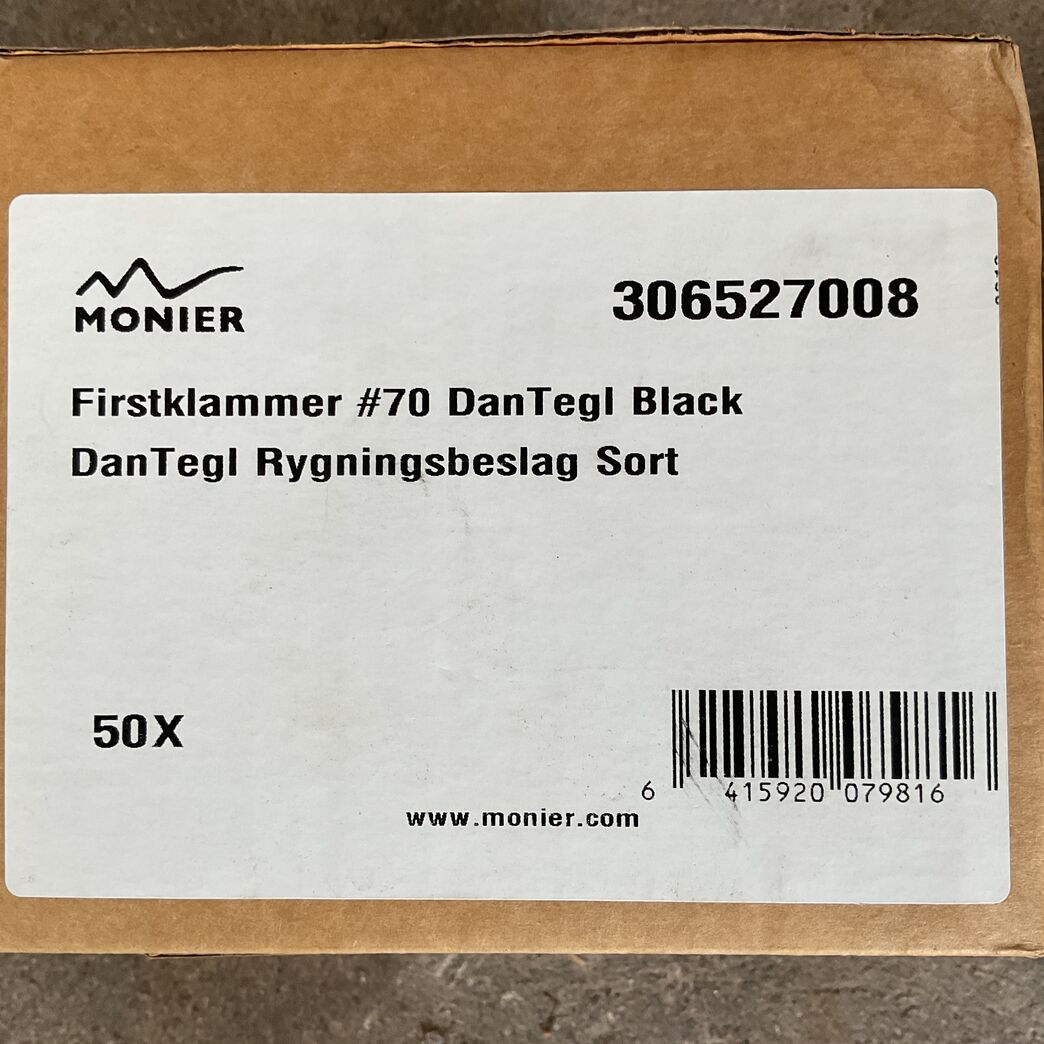 MONIER
306527008
Firstklammer #70 DanTegl Black
DanTegl Rygningsbeslag Sort
50X
6 415920 079816
www.monier.com